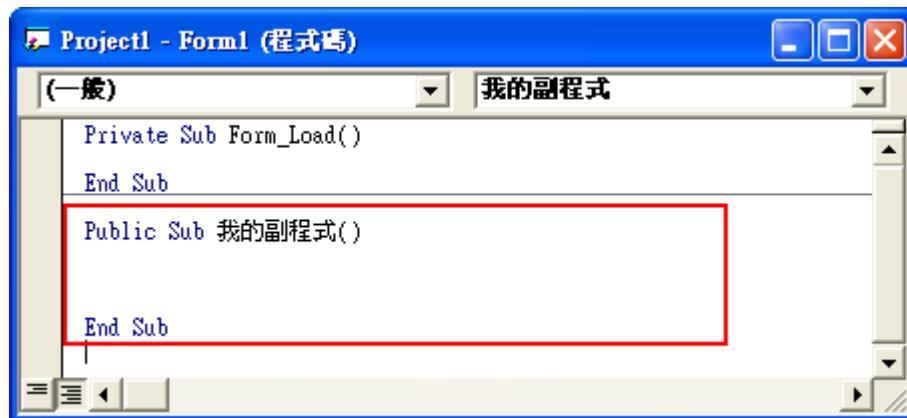 Project1 - Form1 (程式碼)
(一般)
我的副程式
Private Sub Form_Load()
End Sub
Public Sub 我的副程式()
End Sub